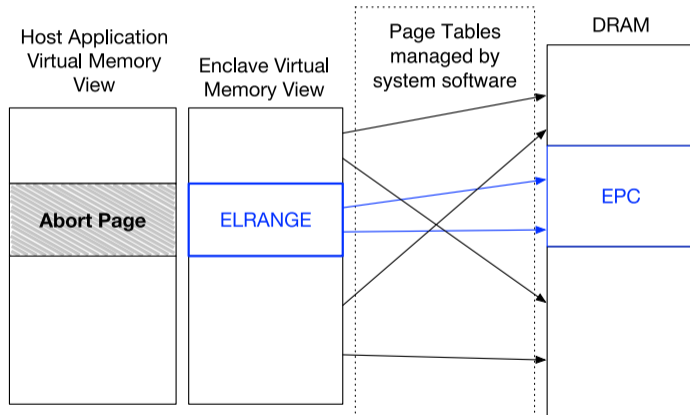 Host Application
Virtual Memory
View
Enclave Virtual
Memory View
Page Tables
managed by
system software
DRAM
Abort Page
ELRANGE
EPC